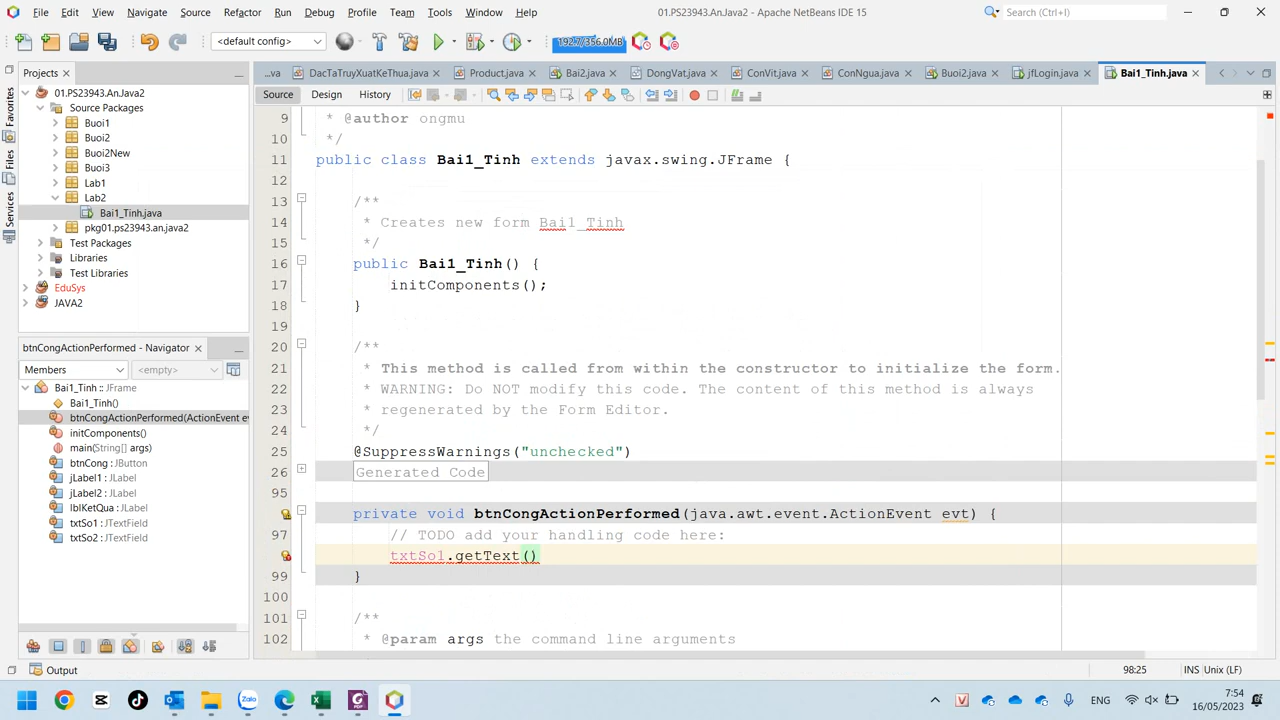 File Edit View Navigate Source Refactor Run Debug Profile Team Tools Window Help 01.PS23943.An.Java2 - Apache NetBeans IDE 15 Search (Ctrl+I)
<default config> 192.7/356.0MB
Projects
...va DacTaTruyXuatKeThua.java Product.java Bai2.java DongVat.java ConVit.java ConNgua.java Buoi2.java jfLogin.java Bai1_Tinh.java
Source Design History
Favorites
Files
Services
01.PS23943.An.Java2
Source Packages
Buoi1
Buoi2
Buoi2New
Buoi3
Lab1
Lab2
Bai1_Tinh.java
pkg01.ps23943.an.java2
Test Packages
Libraries
Test Libraries
EduSys
JAVA2
btnCongActionPerformed - Navigator
Members <empty>
Bai1_Tinh :: JFrame
Bai1_Tinh()
btnCongActionPerformed(ActionEvent ev
initComponents()
main(String[] args)
btnCong : JButton
jLabel1 : JLabel
jLabel2 : JLabel
lblKetQua : JLabel
txtSo1 : JTextField
txtSo2 : JTextField
9 * @author ongmu
10 */
11 public class Bai1_Tinh extends javax.swing.JFrame {
12
13 /**
14 * Creates new form Bai1_Tinh
15 */
16 public Bai1_Tinh() {
17 initComponents();
18 }
19
20 /**
21 * This method is called from within the constructor to initialize the form.
22 * WARNING: Do NOT modify this code. The content of this method is always
23 * regenerated by the Form Editor.
24 */
25 @SuppressWarnings("unchecked")
26 Generated Code
95
private void btnCongActionPerformed(java.awt.event.ActionEvent evt) {
97 // TODO add your handling code here:
txtSo1.getText()
99 }
100
101 /**
102 * @param args the command line arguments
Output
98:25 INS Unix (LF)
Zalo ENG 7:54
16/05/2023